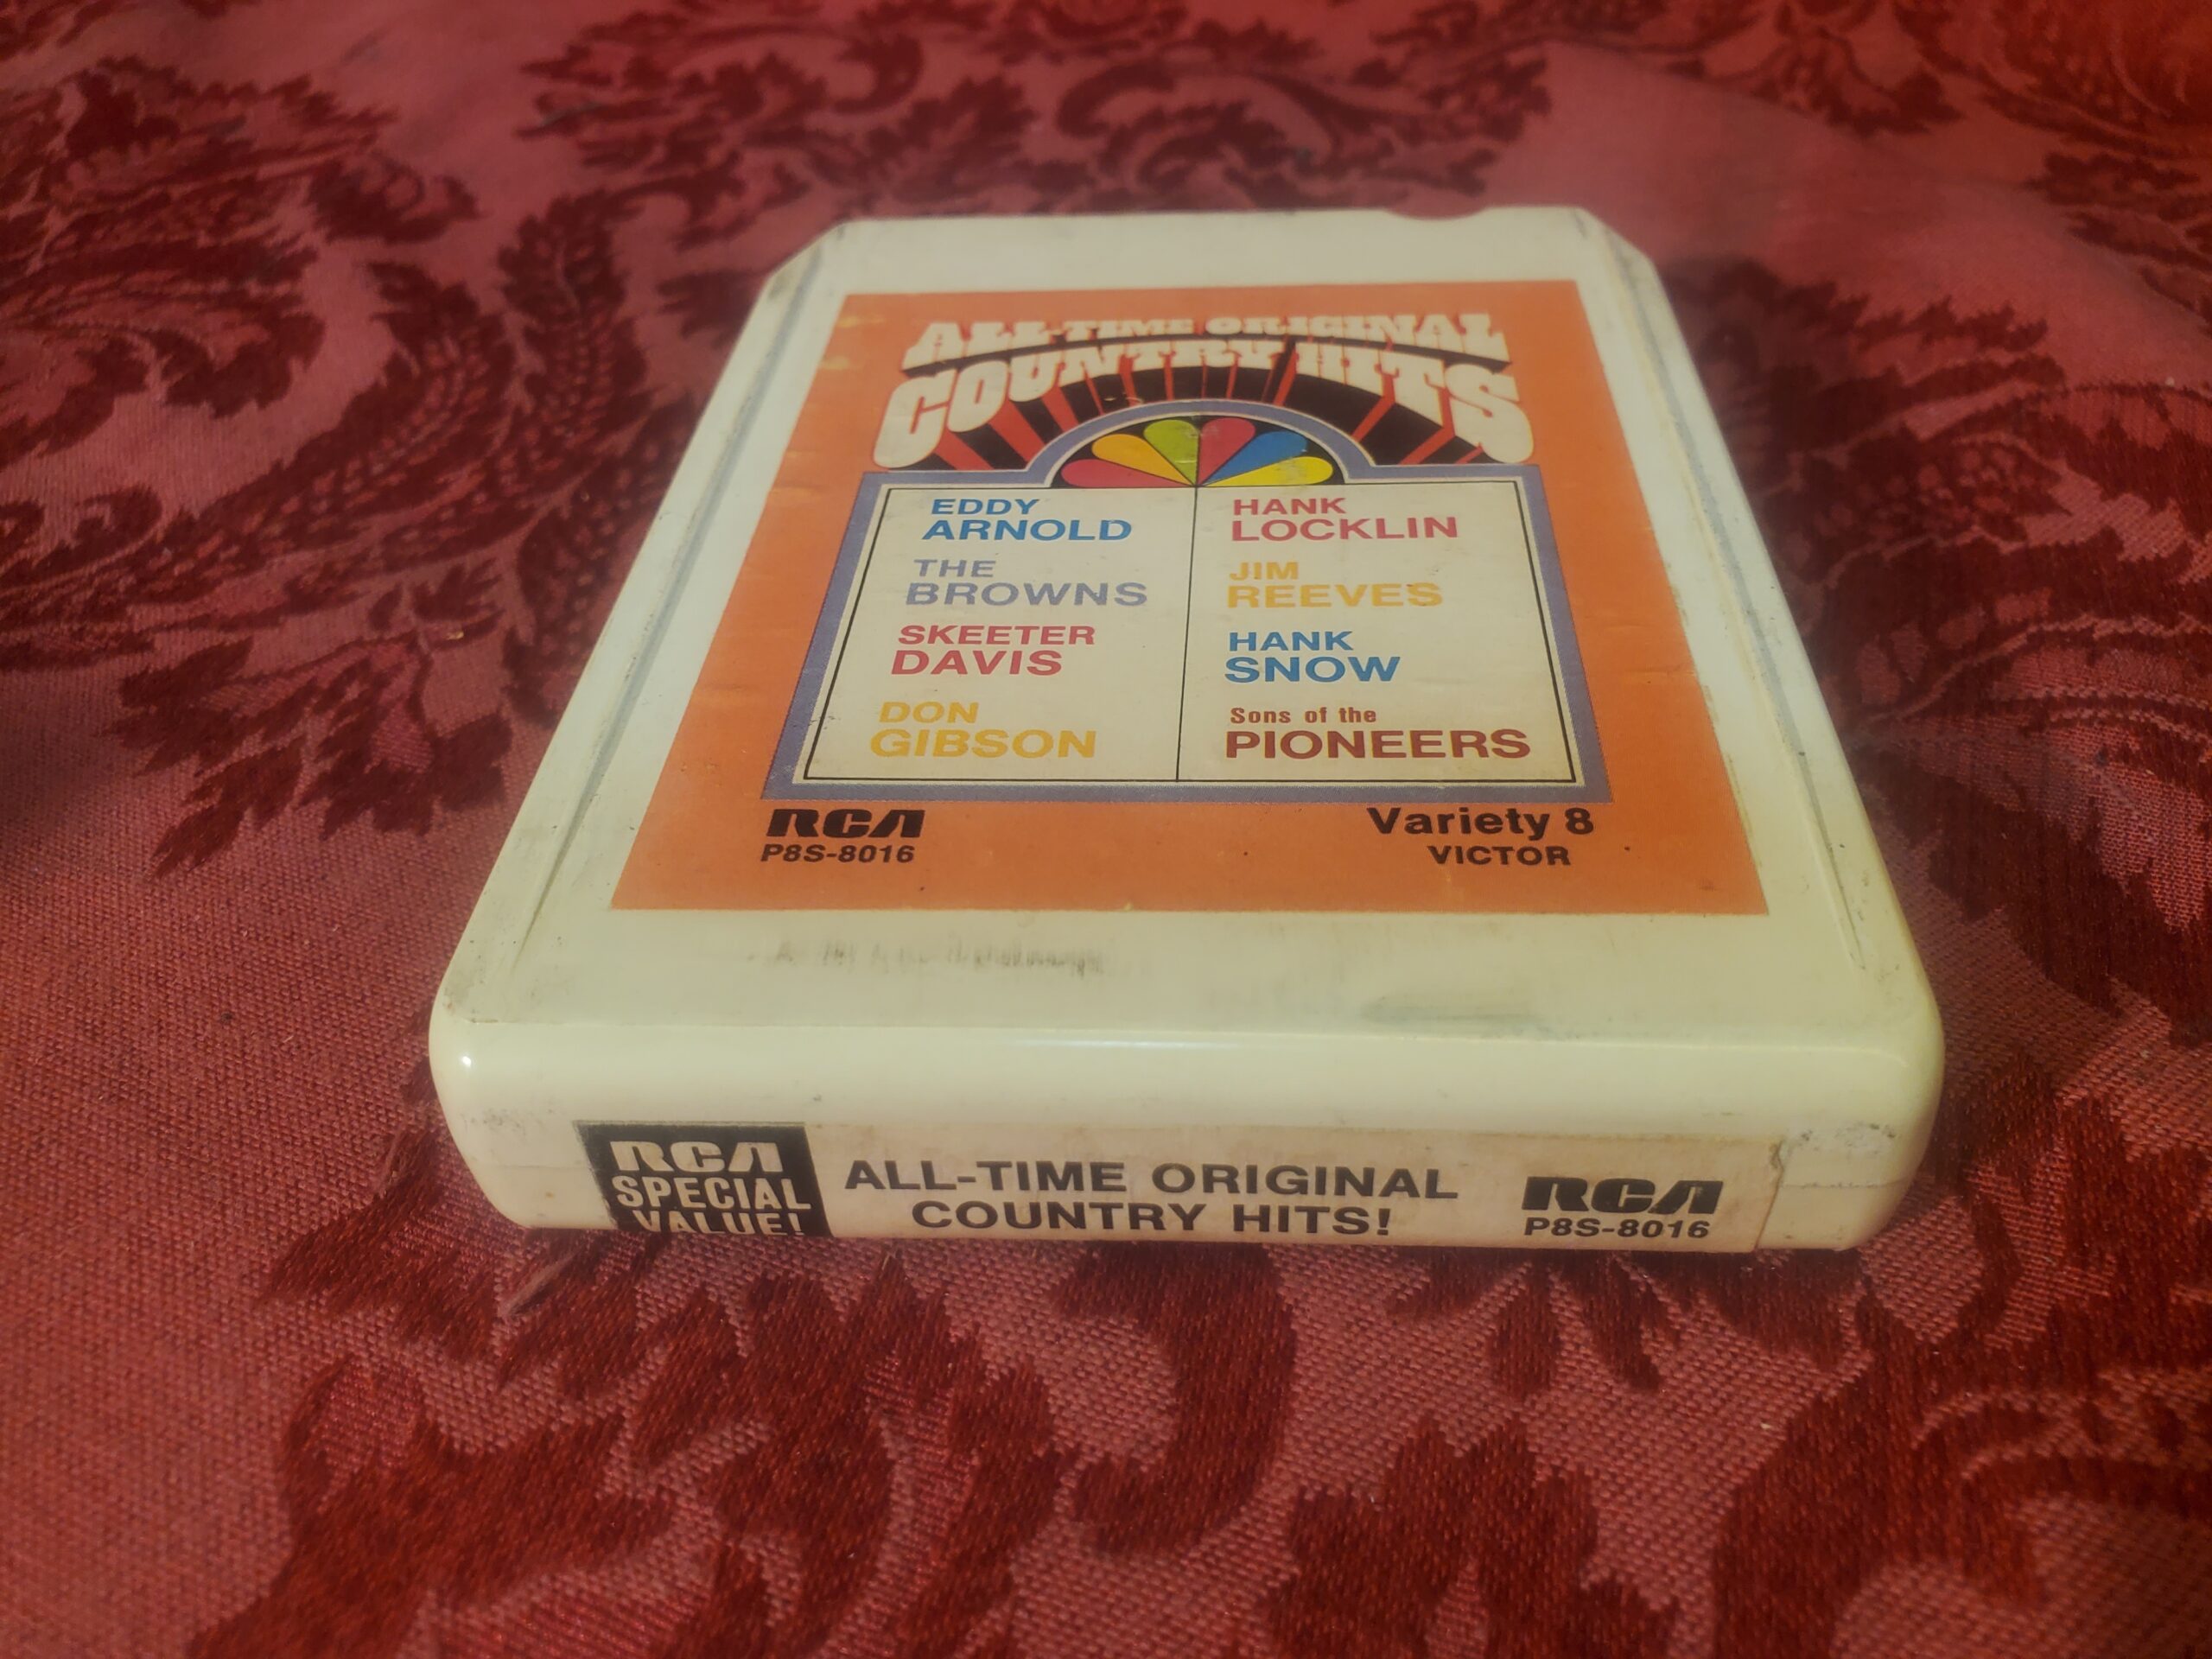 ALL-TIME ORIGINAL
COUNTRY HITS
EDDY
ARNOLD
THE
BROWNS
SKEETER
DAVIS
DON
GIBSON
HANK
LOCKLIN
JIM
REEVES
HANK
SNOW
Sons of the
PIONEERS
RCA
P8S-8016
Variety 8
VICTOR
RCA
SPECIAL
VALUE!
ALL-TIME ORIGINAL
COUNTRY HITS!
RCA
P8S-8016